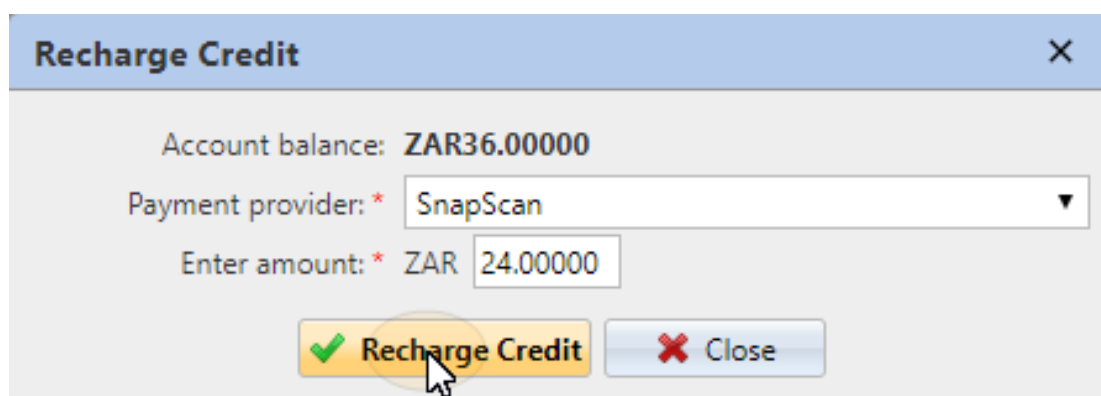 Recharge Credit
Account balance: ZAR36.00000
Payment provider: * SnapScan
Enter amount: * ZAR 24.00000
Recharge Credit Close